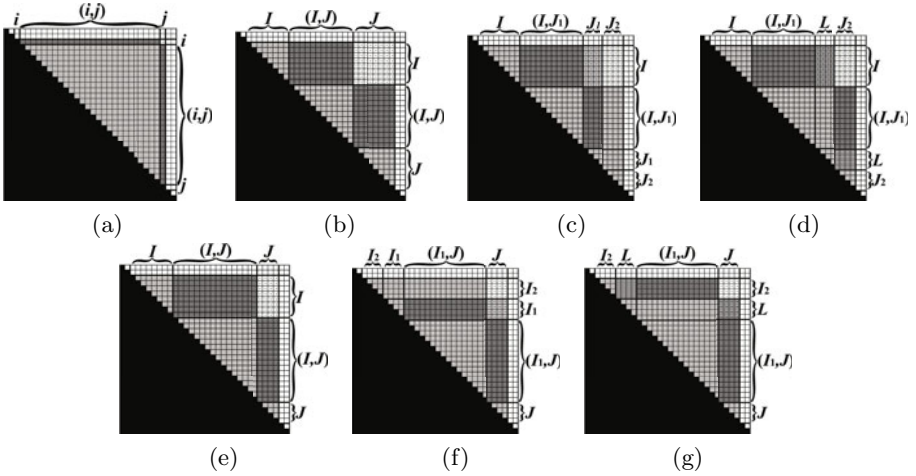 i (i,j) j
i
(i,j)
j
(a)
I (I,J) J
I
(I,J)
J
(b)
I (I,J₁) J₁ J₂
I
(I,J₁)
J₁
J₂
(c)
I (I,J₁) L J₂
I
(I,J₁)
L
J₂
(d)
I (I,J) J
I
(I,J)
J
(e)
I₂ I₁ (I₁,J) J
I₂
I₁
(I₁,J)
J
(f)
I₂ L (I₁,J) J
I₂
L
(I₁,J)
J
(g)